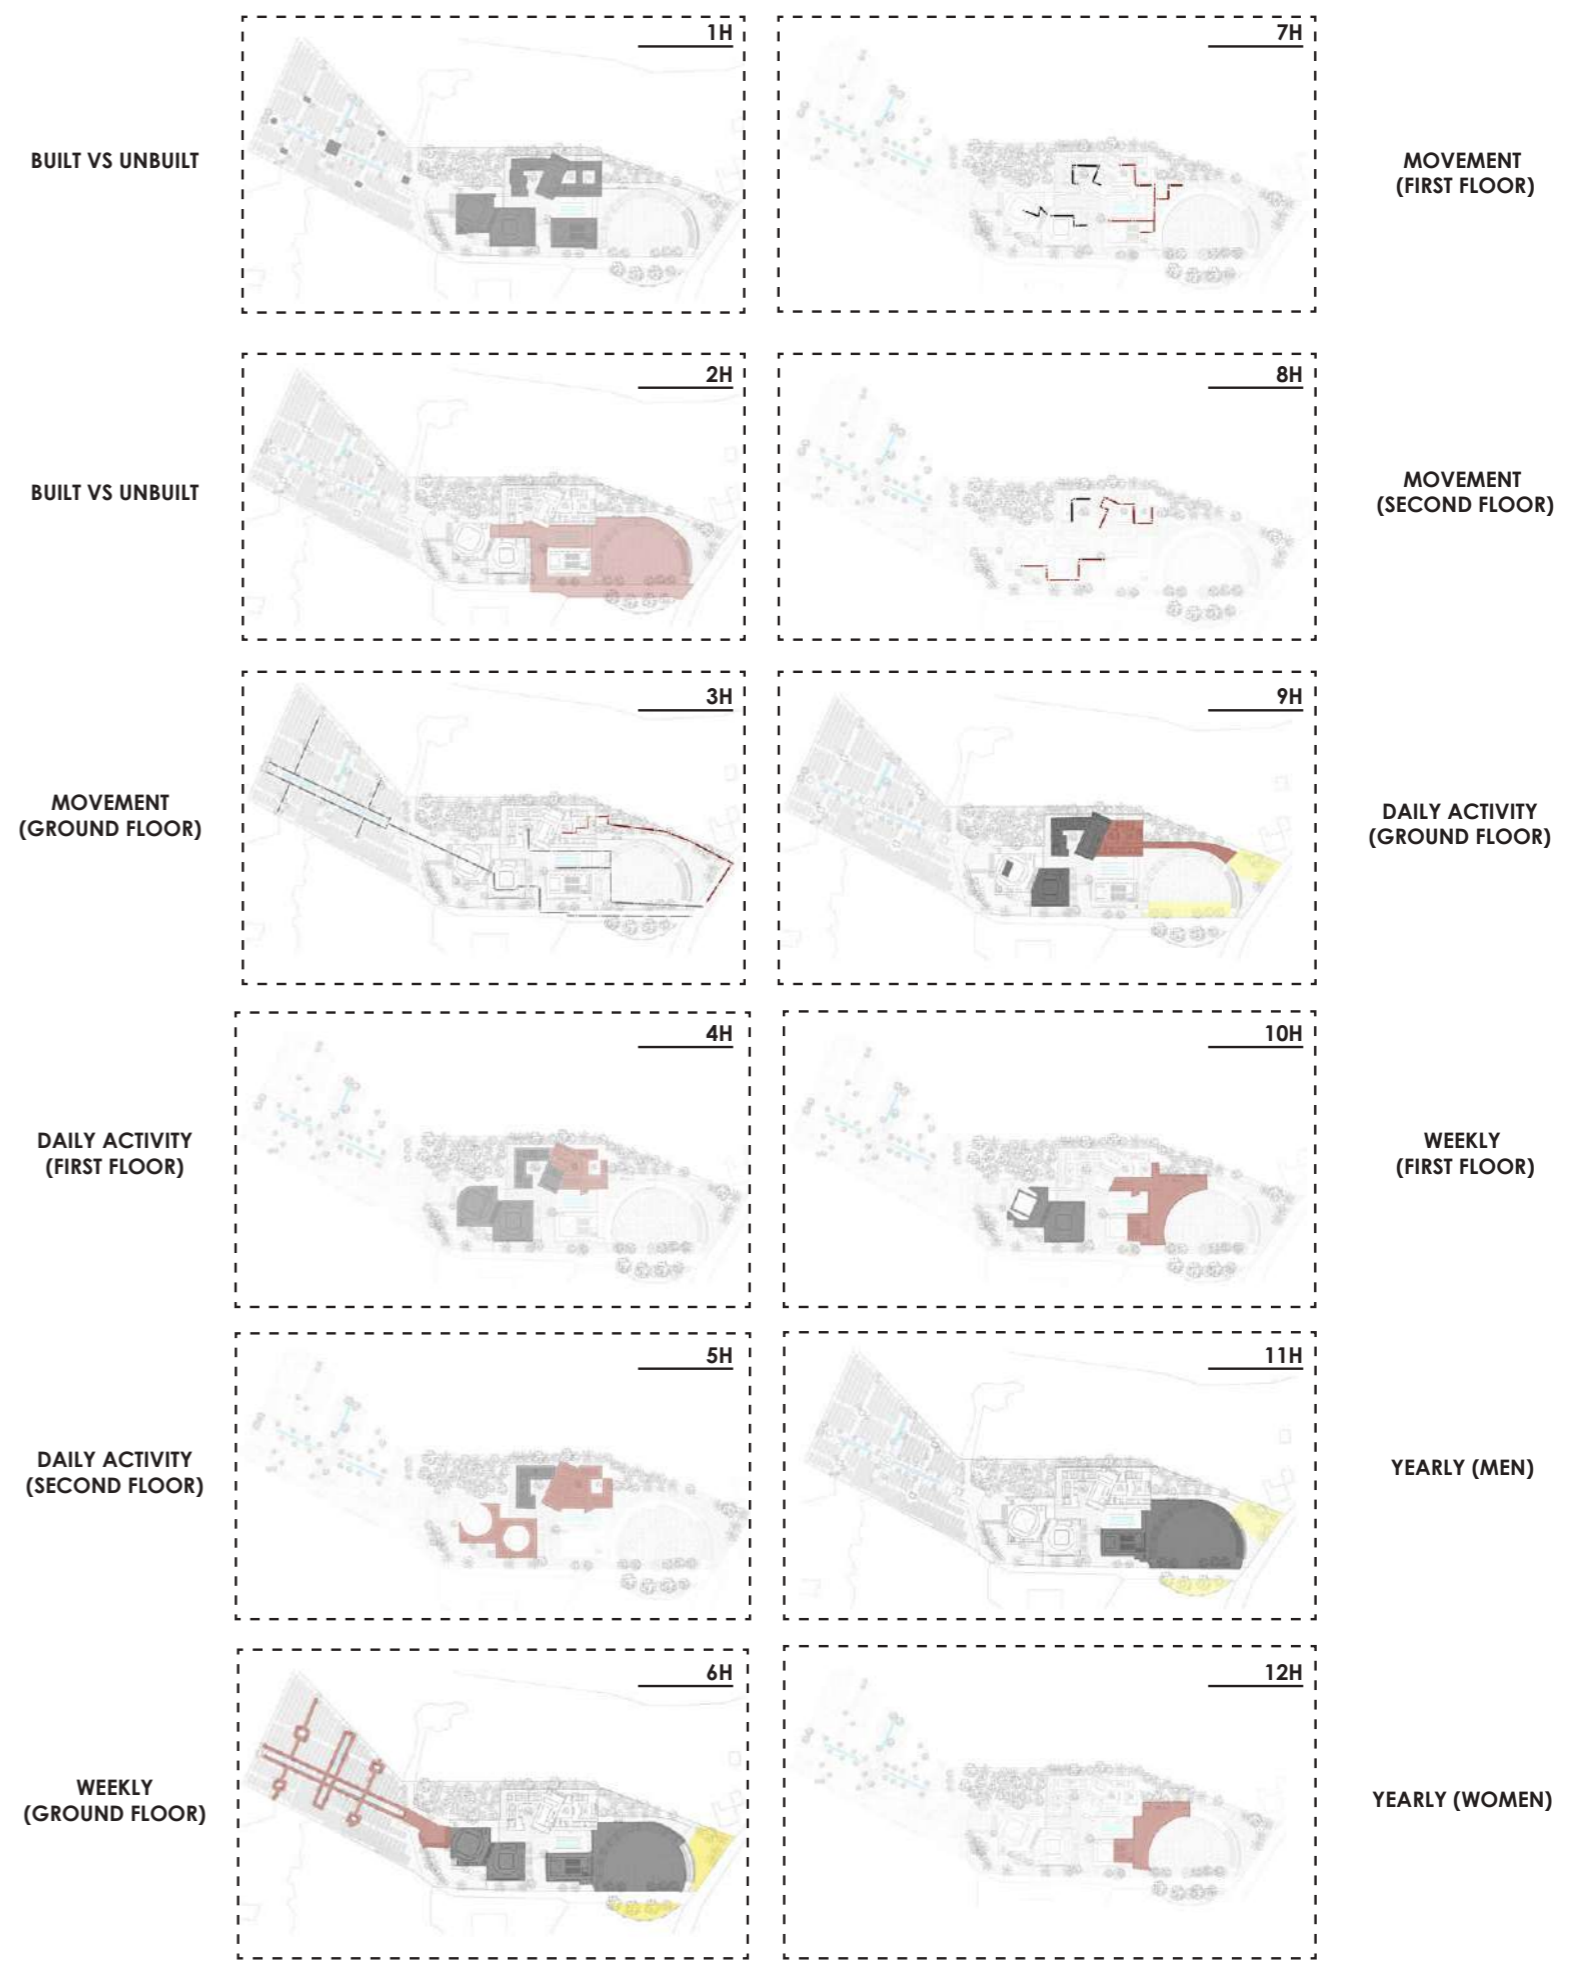 1H
BUILT VS UNBUILT
7H
MOVEMENT
(FIRST FLOOR)
2H
BUILT VS UNBUILT
8H
MOVEMENT
(SECOND FLOOR)
3H
MOVEMENT
(GROUND FLOOR)
9H
DAILY ACTIVITY
(GROUND FLOOR)
4H
DAILY ACTIVITY
(FIRST FLOOR)
10H
WEEKLY
(FIRST FLOOR)
5H
DAILY ACTIVITY
(SECOND FLOOR)
11H
YEARLY (MEN)
6H
WEEKLY
(GROUND FLOOR)
12H
YEARLY (WOMEN)